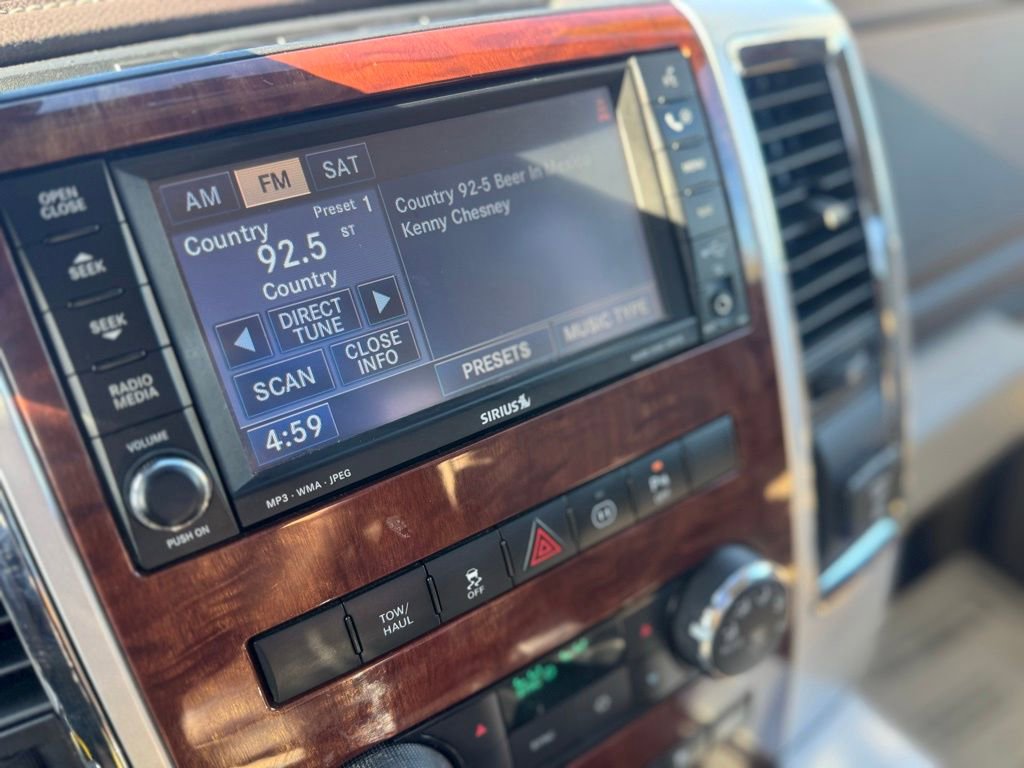 OPEN
CLOSE
SEEK
SEEK
RADIO
MEDIA
VOLUME
PUSH ON
AM
FM
SAT
Preset 1
Country
92.5
ST
Country
DIRECT
TUNE
SCAN
CLOSE
INFO
4:59
Country 92-5 Beer In Mexico
Kenny Chesney
PRESETS
MUSIC TYPE
SIRIUS
MP3 · WMA · JPEG
TOW/
HAUL
OFF
MENU